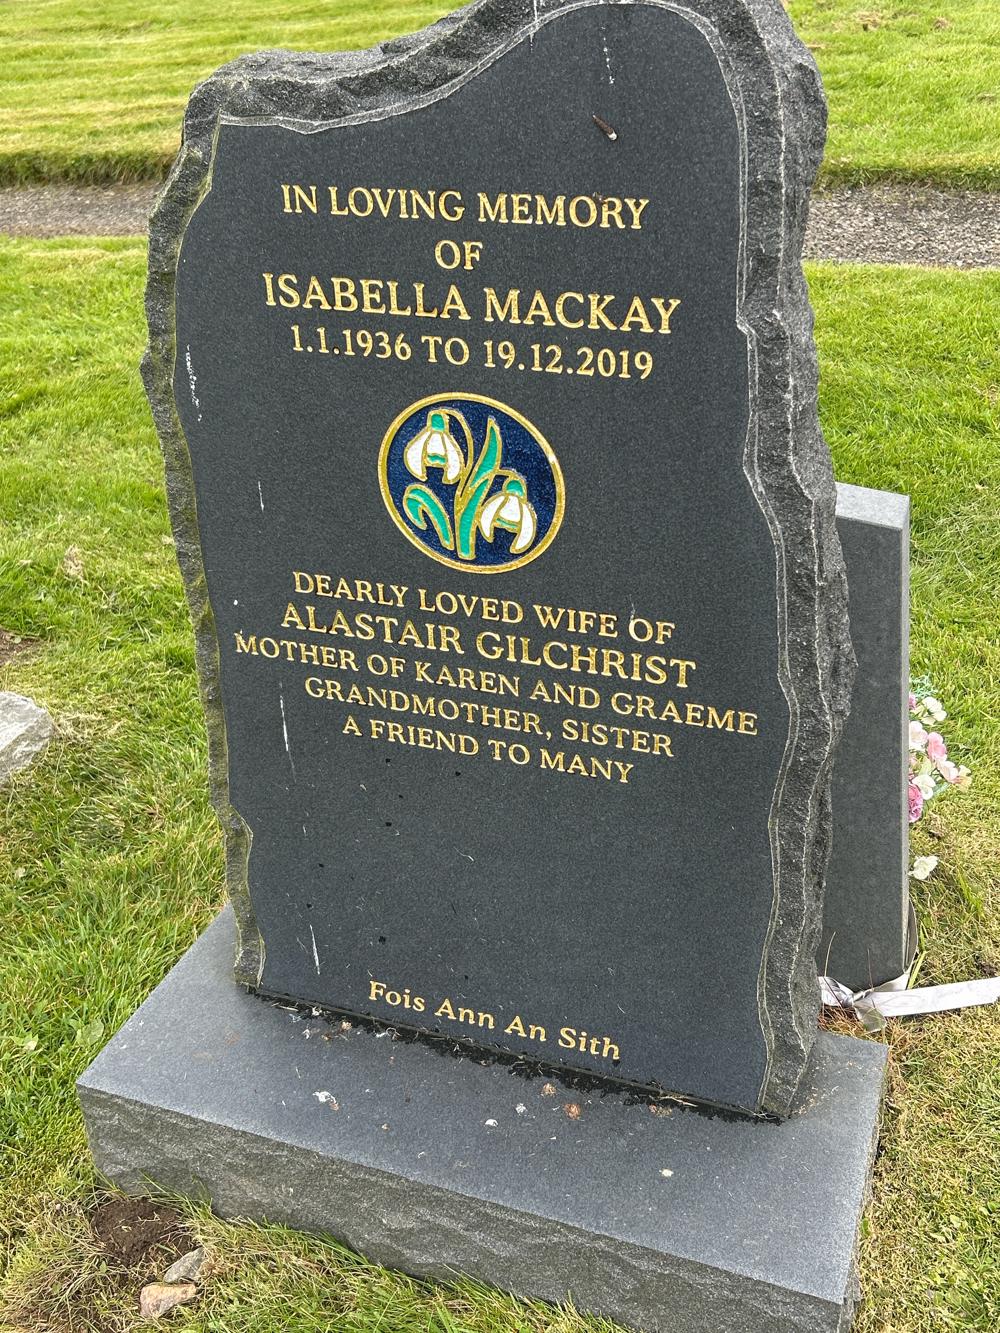 IN LOVING MEMORY
OF
ISABELLA MACKAY
1.1.1936 TO 19.12.2019
DEARLY LOVED WIFE OF
ALASTAIR GILCHRIST
MOTHER OF KAREN AND GRAEME
GRANDMOTHER, SISTER
A FRIEND TO MANY
Fois Ann An Sith